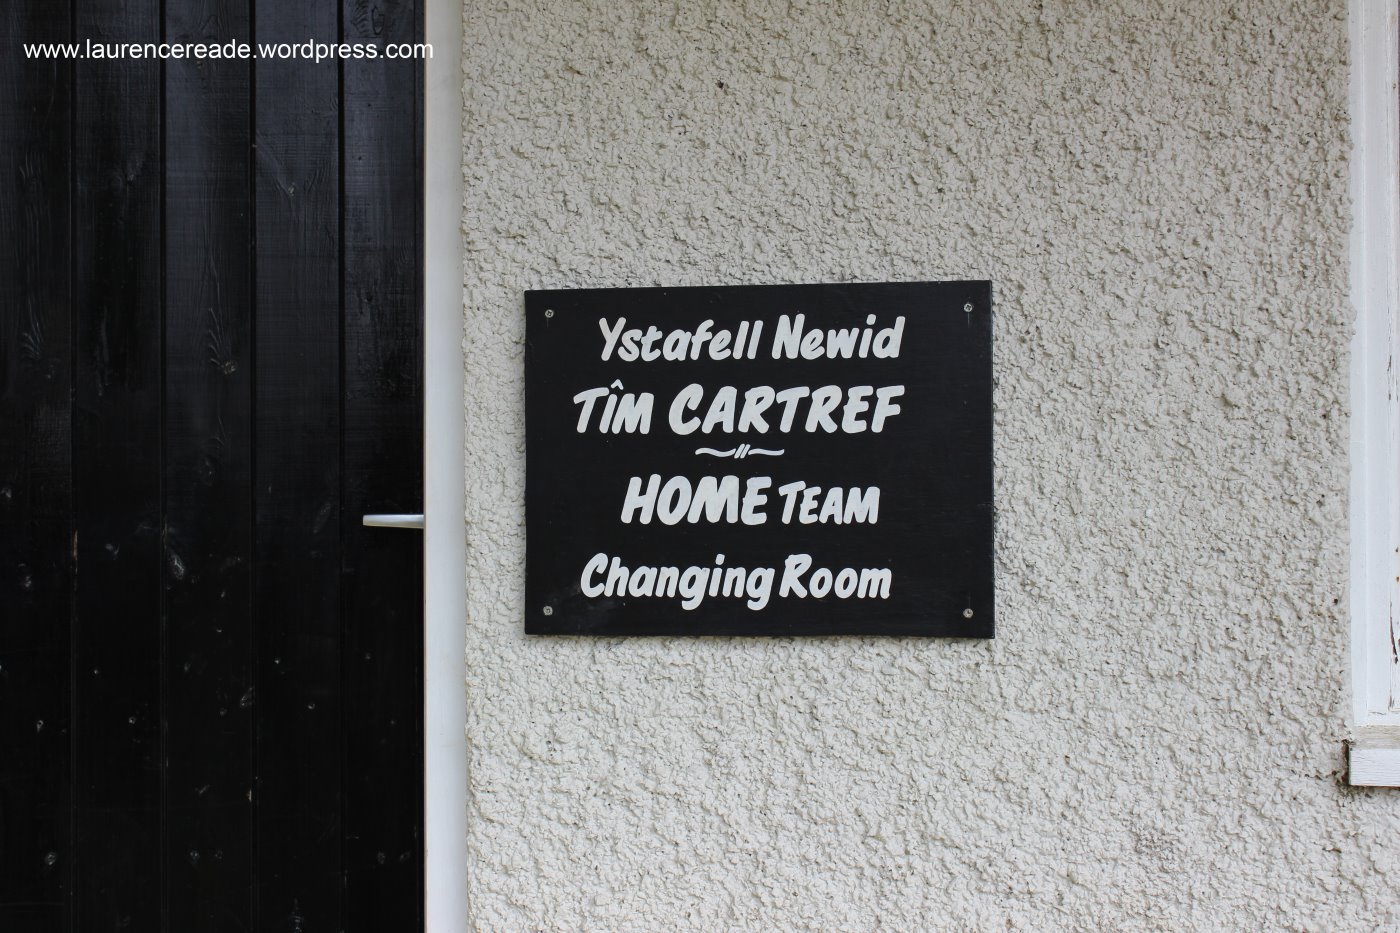 www.laurencereade.wordpress.com
Ystafell Newid
TÎM CARTREF
HOME TEAM
Changing Room